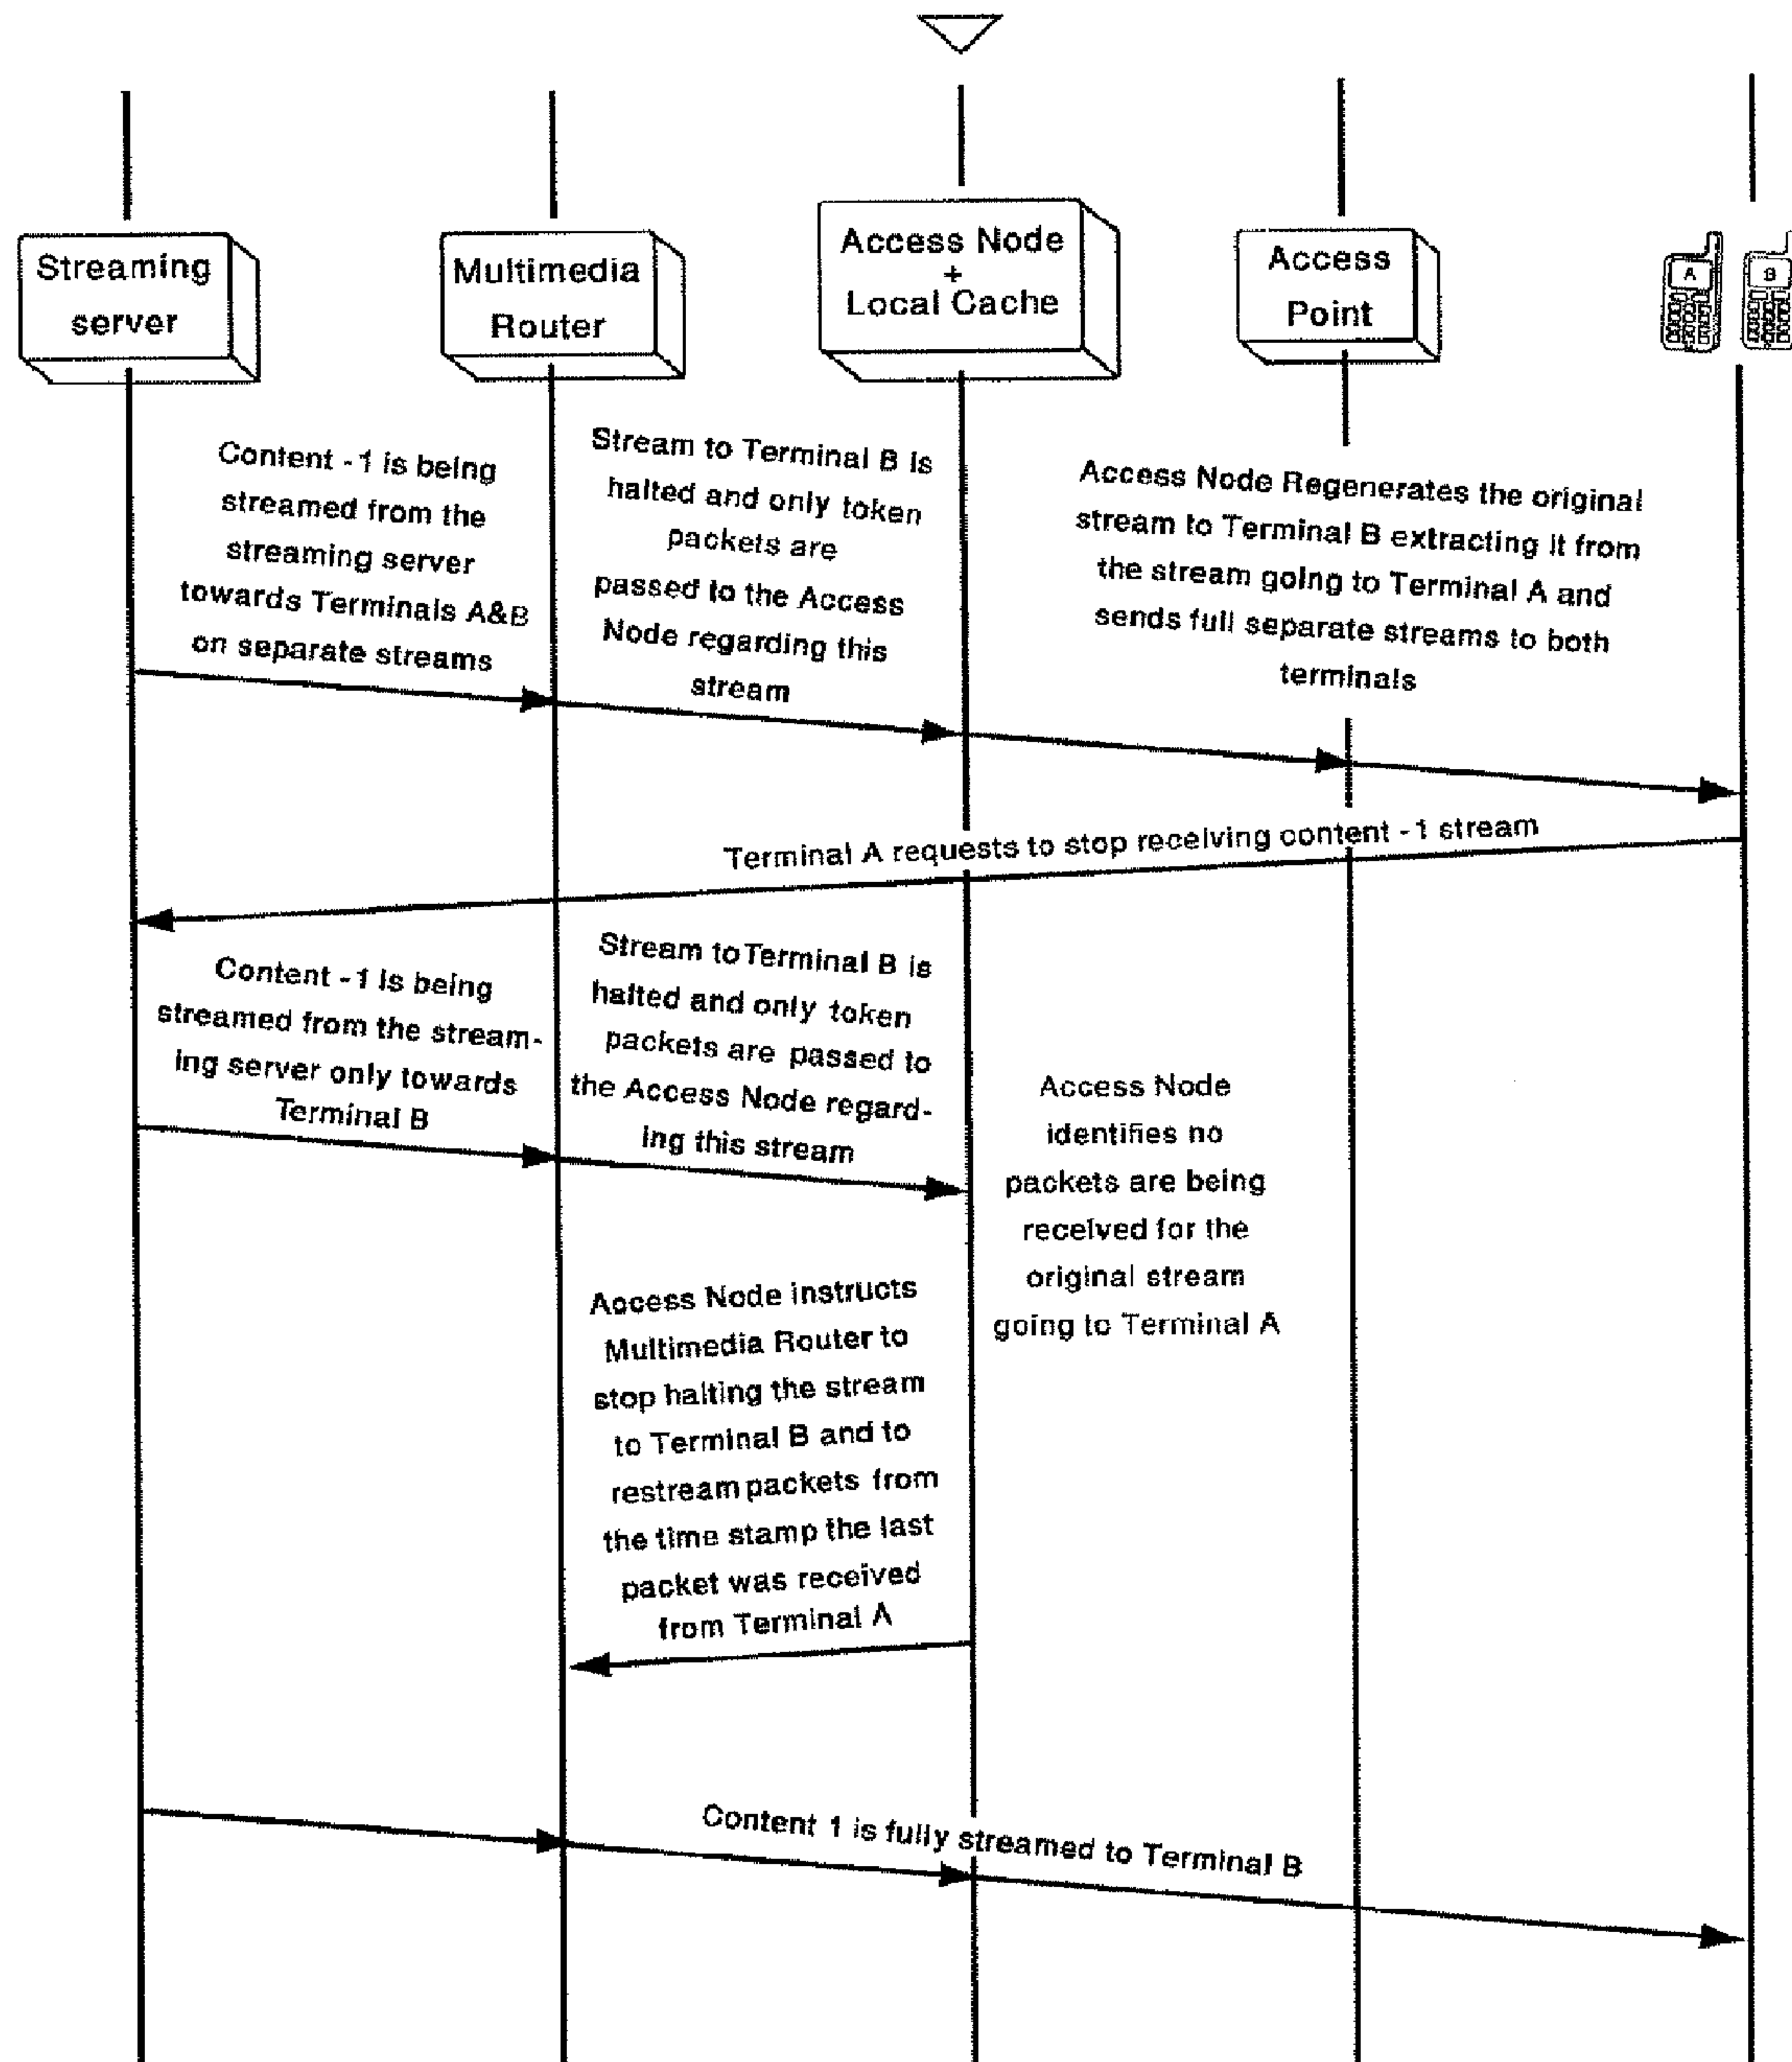 Streaming
server
Multimedia
Router
Access Node
+
Local Cache
Access
Point
A
B
Content - 1 is being
streamed from the
streaming server
towards Terminals A&B
on separate streams
Stream to Terminal B is
halted and only token
packets are
passed to the Access
Node regarding this
stream
Access Node Regenerates the original
stream to Terminal B extracting it from
the stream going to Terminal A and
sends full separate streams to both
terminals
Terminal A requests to stop receiving content - 1 stream
Content - 1 is being
streamed from the stream-
ing server only towards
Terminal B
Stream to Terminal B is
halted and only token
packets are passed to
the Access Node regard-
ing this stream
Access Node
identifies no
packets are being
received for the
original stream
going to Terminal A
Access Node instructs
Multimedia Router to
stop halting the stream
to Terminal B and to
restream packets from
the time stamp the last
packet was received
from Terminal A
Content 1 is fully streamed to Terminal B